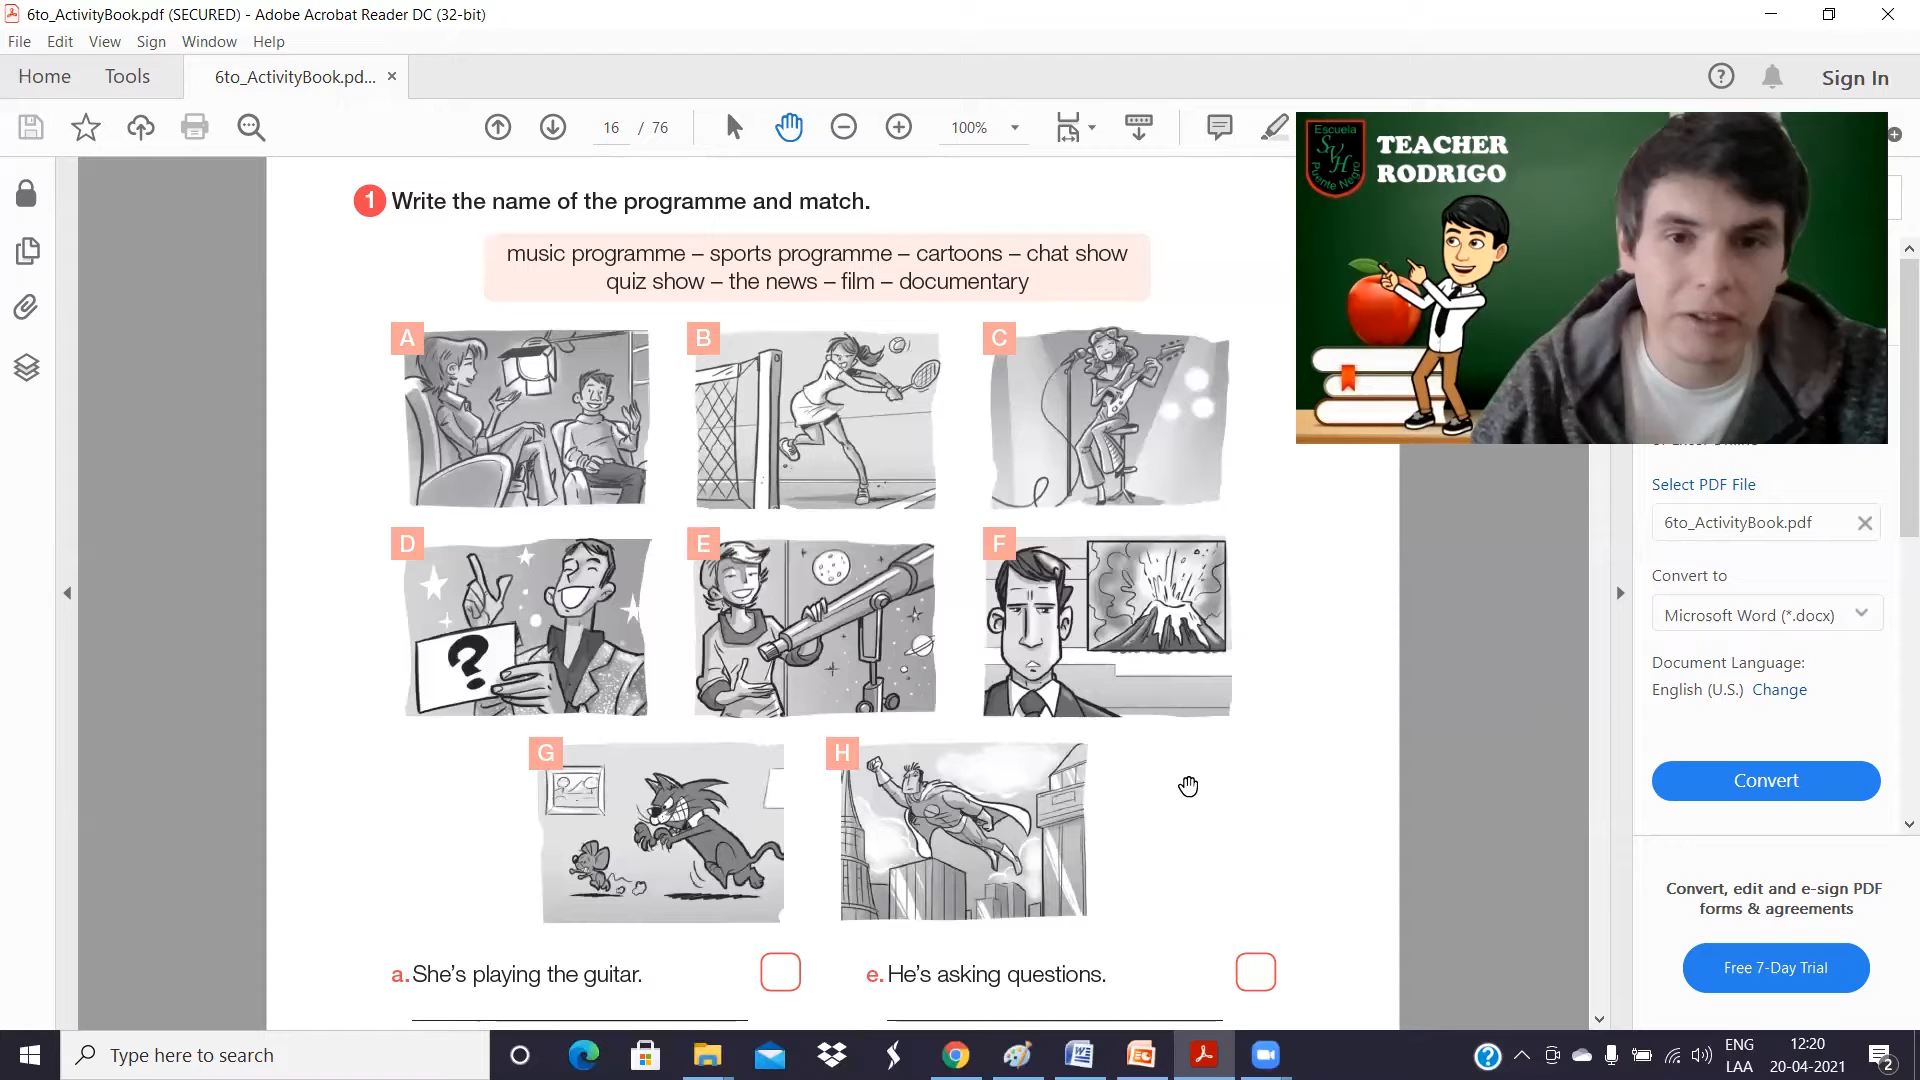 6to_ActivityBook.pdf (SECURED) - Adobe Acrobat Reader DC (32-bit)
File Edit View Sign Window Help
Home Tools 6to_ActivityBook.pd... Sign In
16 / 76 100%
Escuela
SVH
Puente Negro
TEACHER
RODRIGO
1 Write the name of the programme and match.
music programme – sports programme – cartoons – chat show
quiz show – the news – film – documentary
A B C
D E F
?
G H
a. She's playing the guitar. e. He's asking questions.
Select PDF File
6to_ActivityBook.pdf
Convert to
Microsoft Word (*.docx)
Document Language:
English (U.S.) Change
Convert
Convert, edit and e-sign PDF
forms & agreements
Free 7-Day Trial
Type here to search
ENG
LAA
12:20
20-04-2021
2